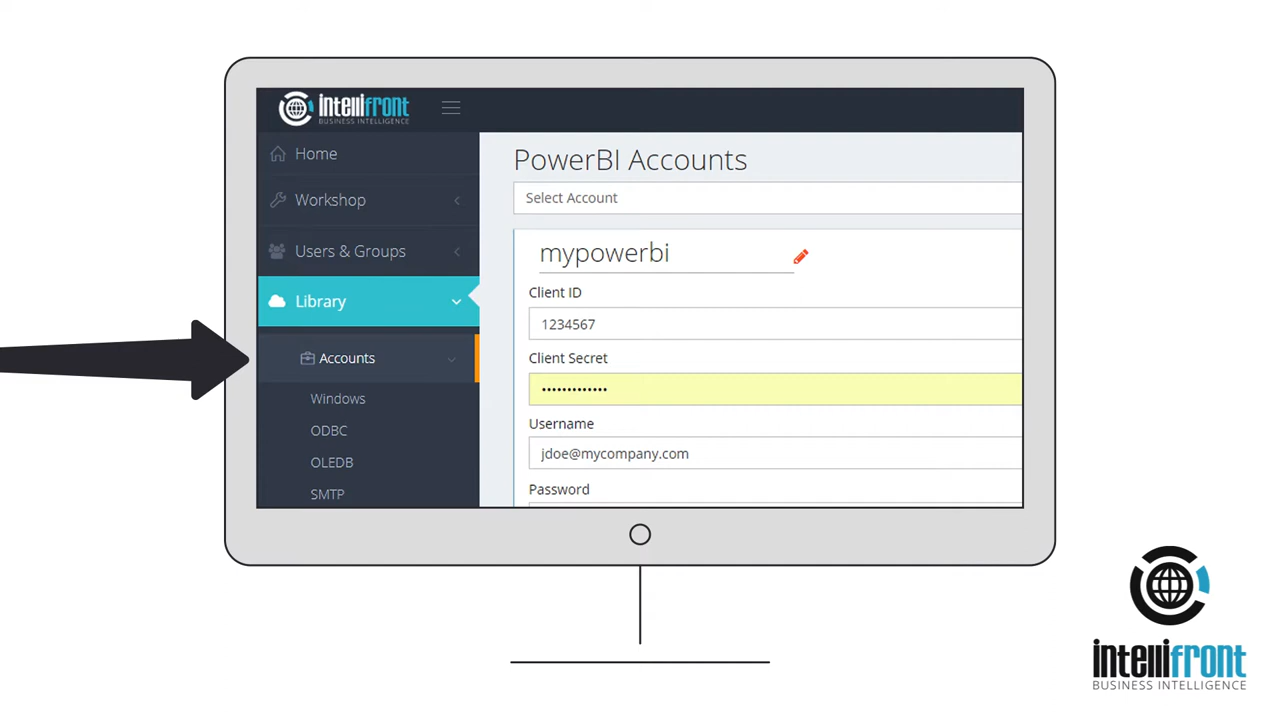 intellifront
BUSINESS INTELLIGENCE
Home
Workshop
Users & Groups
Library
Accounts
Windows
ODBC
OLEDB
SMTP
PowerBI Accounts
Select Account
mypowerbi
Client ID
1234567
Client Secret
•••••••••••••
Username
jdoe@mycompany.com
Password
intellifront
BUSINESS INTELLIGENCE